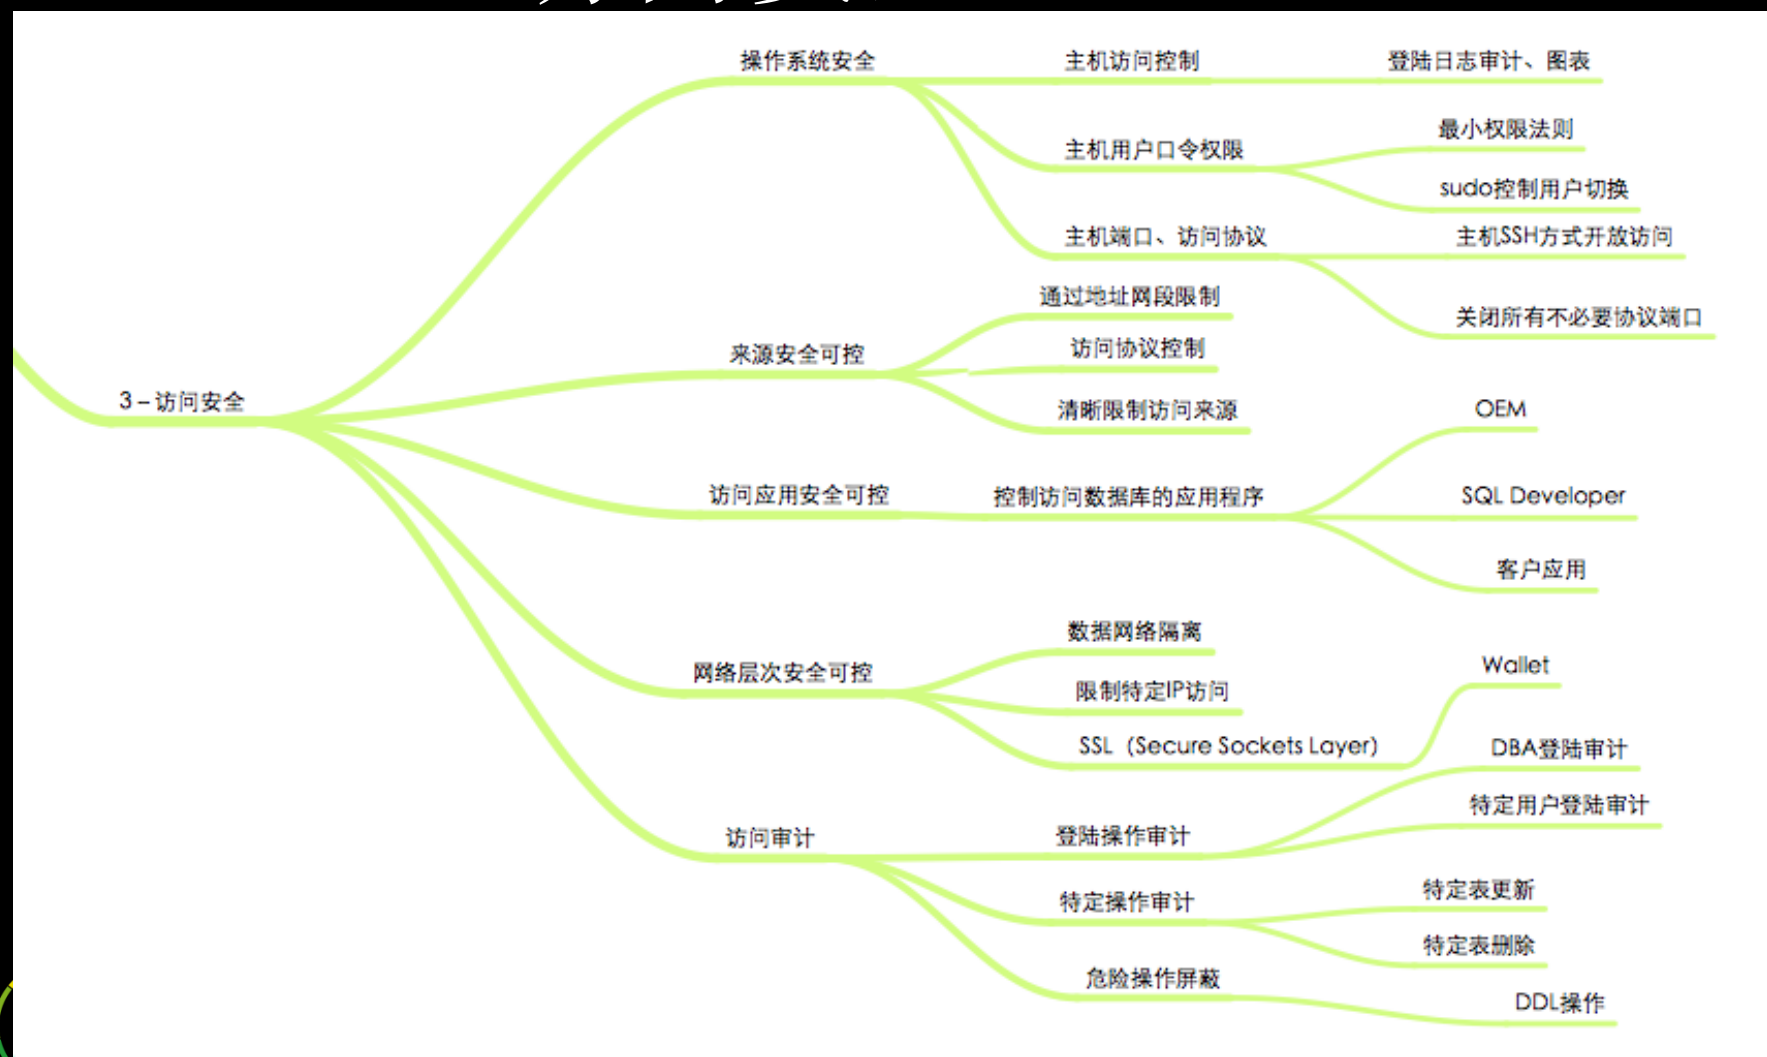 3 – 访问安全
操作系统安全
主机访问控制
登陆日志审计、图表
主机用户口令权限
最小权限法则
sudo控制用户切换
主机端口、访问协议
主机SSH方式开放访问
关闭所有不必要协议端口
来源安全可控
通过地址网段限制
访问协议控制
清晰限制访问来源
访问应用安全可控
控制访问数据库的应用程序
OEM
SQL Developer
客户应用
网络层次安全可控
数据网络隔离
限制特定IP访问
SSL（Secure Sockets Layer）
Wallet
访问审计
登陆操作审计
DBA登陆审计
特定用户登陆审计
特定操作审计
特定表更新
特定表删除
危险操作屏蔽
DDL操作